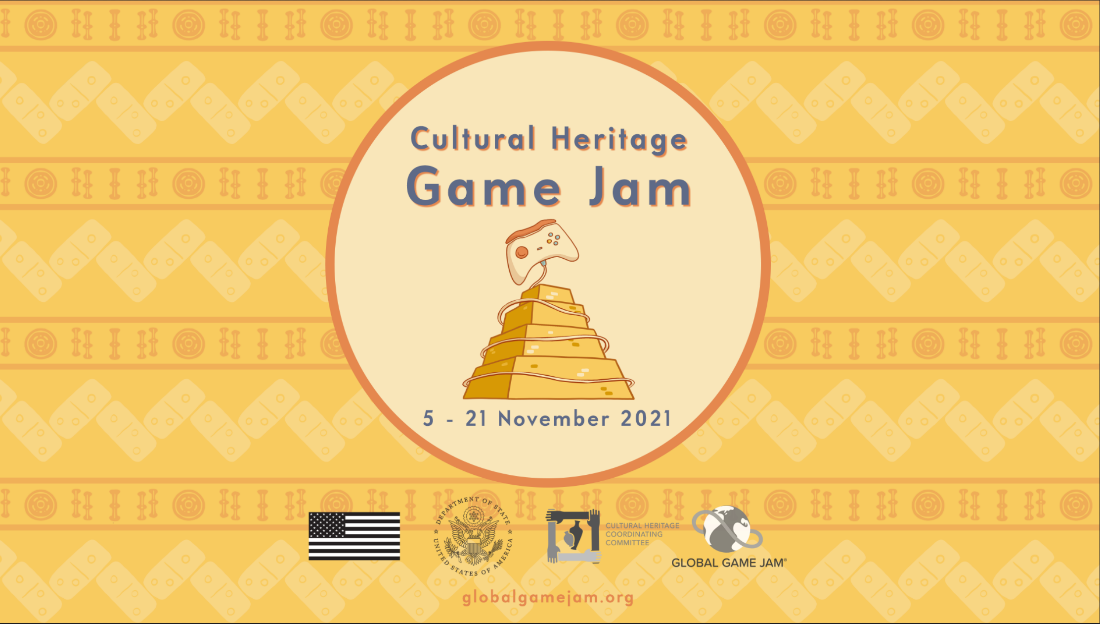 Cultural Heritage
Game Jam
5 - 21 November 2021
DEPARTMENT OF STATE
UNITED STATES OF AMERICA
CULTURAL HERITAGE
COORDINATING
COMMITTEE
GLOBAL GAME JAM®
globalgamejam.org